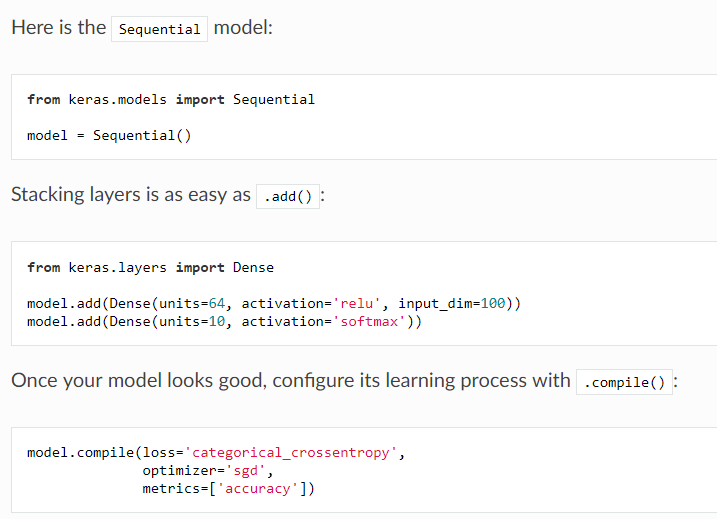 Here is the Sequential model:
from keras.models import Sequential
model = Sequential()
Stacking layers is as easy as .add():
from keras.layers import Dense
model.add(Dense(units=64, activation='relu', input_dim=100))
model.add(Dense(units=10, activation='softmax'))
Once your model looks good, configure its learning process with .compile():
model.compile(loss='categorical_crossentropy',
              optimizer='sgd',
              metrics=['accuracy'])